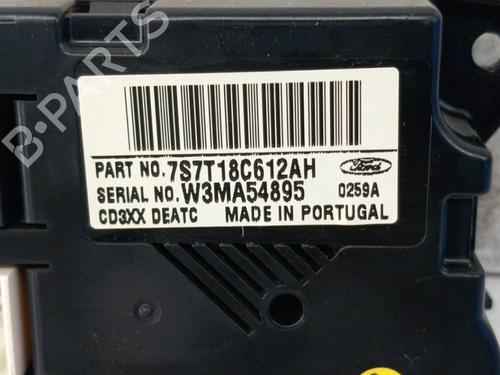 B-PARTS
PART NO. 7S7T18C612AH Ford
SERIAL NO. W3MA54895 0259A
CD3XX DEATC MADE IN PORTUGAL